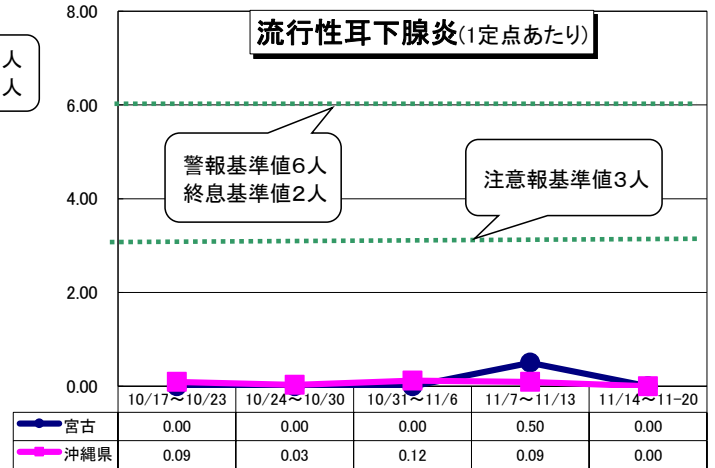 流行性耳下腺炎(1定点あたり)
人
人
8.00
6.00
4.00
2.00
0.00
警報基準値6人
終息基準値2人
注意報基準値3人
10/17～10/23 10/24～10/30 10/31～11/6 11/7～11/13 11/14～11-20
宮古 0.00 0.00 0.00 0.50 0.00
沖縄県 0.09 0.03 0.12 0.09 0.00